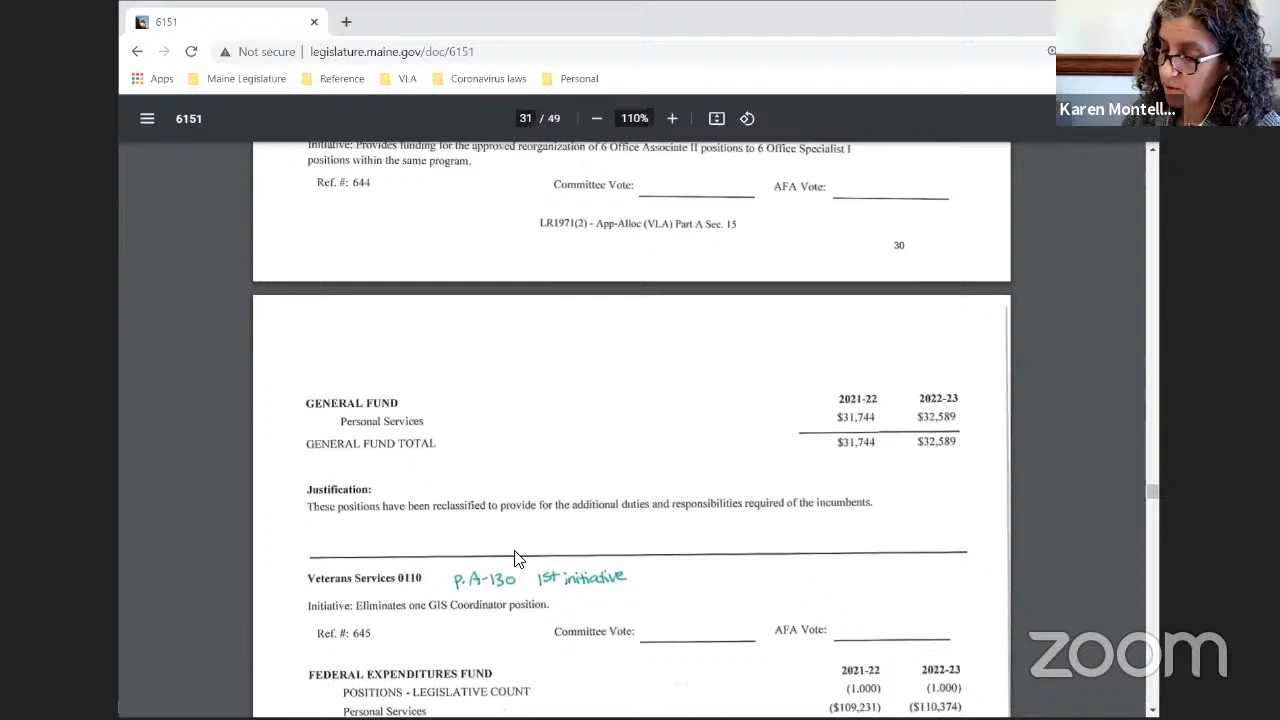 6151
Not secure | legislature.maine.gov/doc/6151
Apps Maine Legislature Reference VLA Coronavirus laws Personal
Karen Montell...
6151 31 / 49 110%
Initiative: Provides funding for the approved reorganization of 6 Office Associate II positions to 6 Office Specialist I
positions within the same program.
Ref. #: 644 Committee Vote: AFA Vote:
LR1971(2) - App-Alloc (VLA) Part A Sec. 15
30
GENERAL FUND 2021-22 2022-23
Personal Services $31,744 $32,589
GENERAL FUND TOTAL $31,744 $32,589
Justification:
These positions have been reclassified to provide for the additional duties and responsibilities required of the incumbents.
Veterans Services 0110 p. A-130 1st initiative
Initiative: Eliminates one GIS Coordinator position.
Ref. #: 645 Committee Vote: AFA Vote:
FEDERAL EXPENDITURES FUND 2021-22 2022-23
POSITIONS - LEGISLATIVE COUNT (1.000) (1.000)
Personal Services ($109,231) ($110,374)
zoom